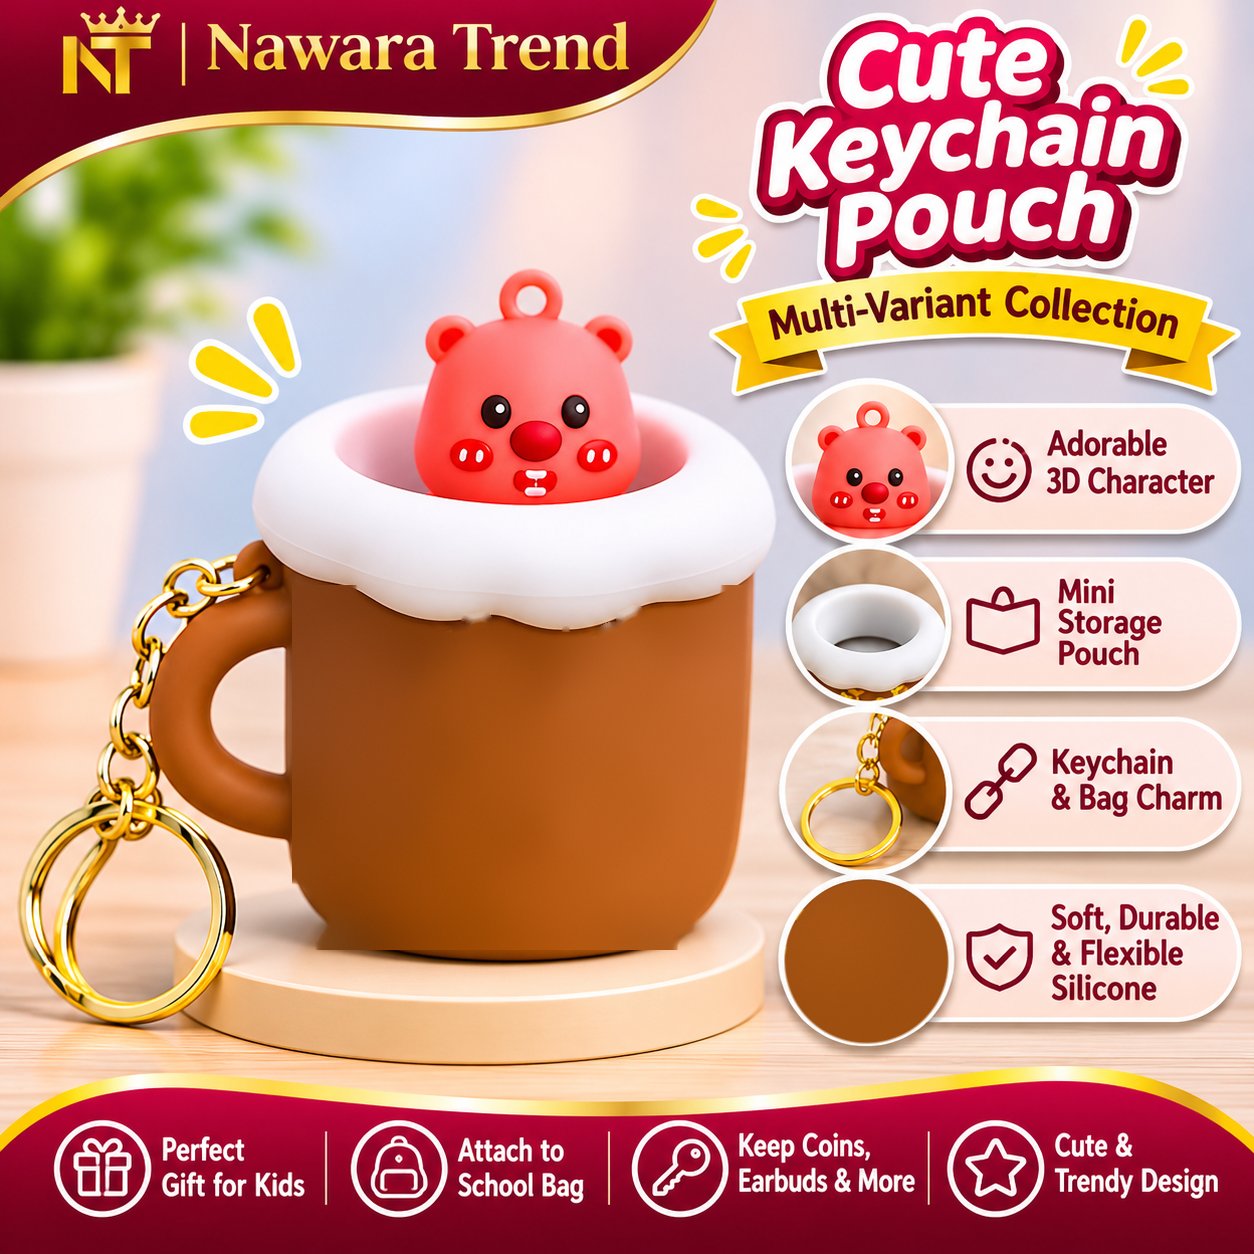 NT | Nawara Trend
Cute
Keychain
Pouch
Multi-Variant Collection
Adorable
3D Character
Mini
Storage
Pouch
Keychain
& Bag Charm
Soft, Durable
& Flexible
Silicone
Perfect
Gift for Kids
Attach to
School Bag
Keep Coins,
Earbuds & More
Cute &
Trendy Design